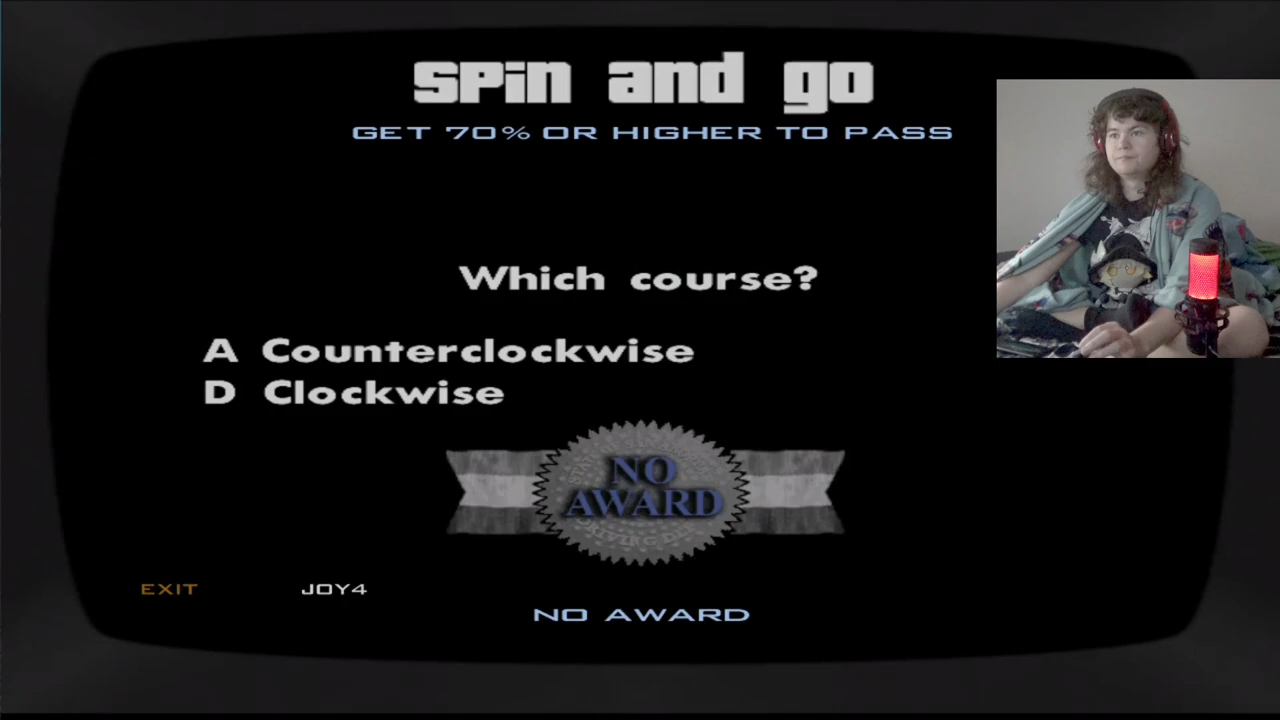 spin and go
GET 70% OR HIGHER TO PASS
Which course?
A Counterclockwise
D Clockwise
NO
AWARD
EXIT JOY4
NO AWARD